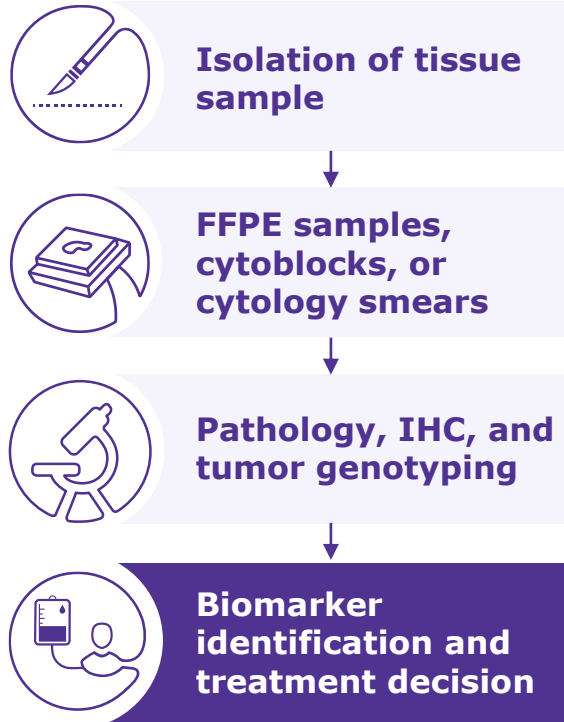 Isolation of tissue
sample
FFPE samples,
cytoblocks, or
cytology smears
Pathology, IHC, and
tumor genotyping
Biomarker
identification and
treatment decision